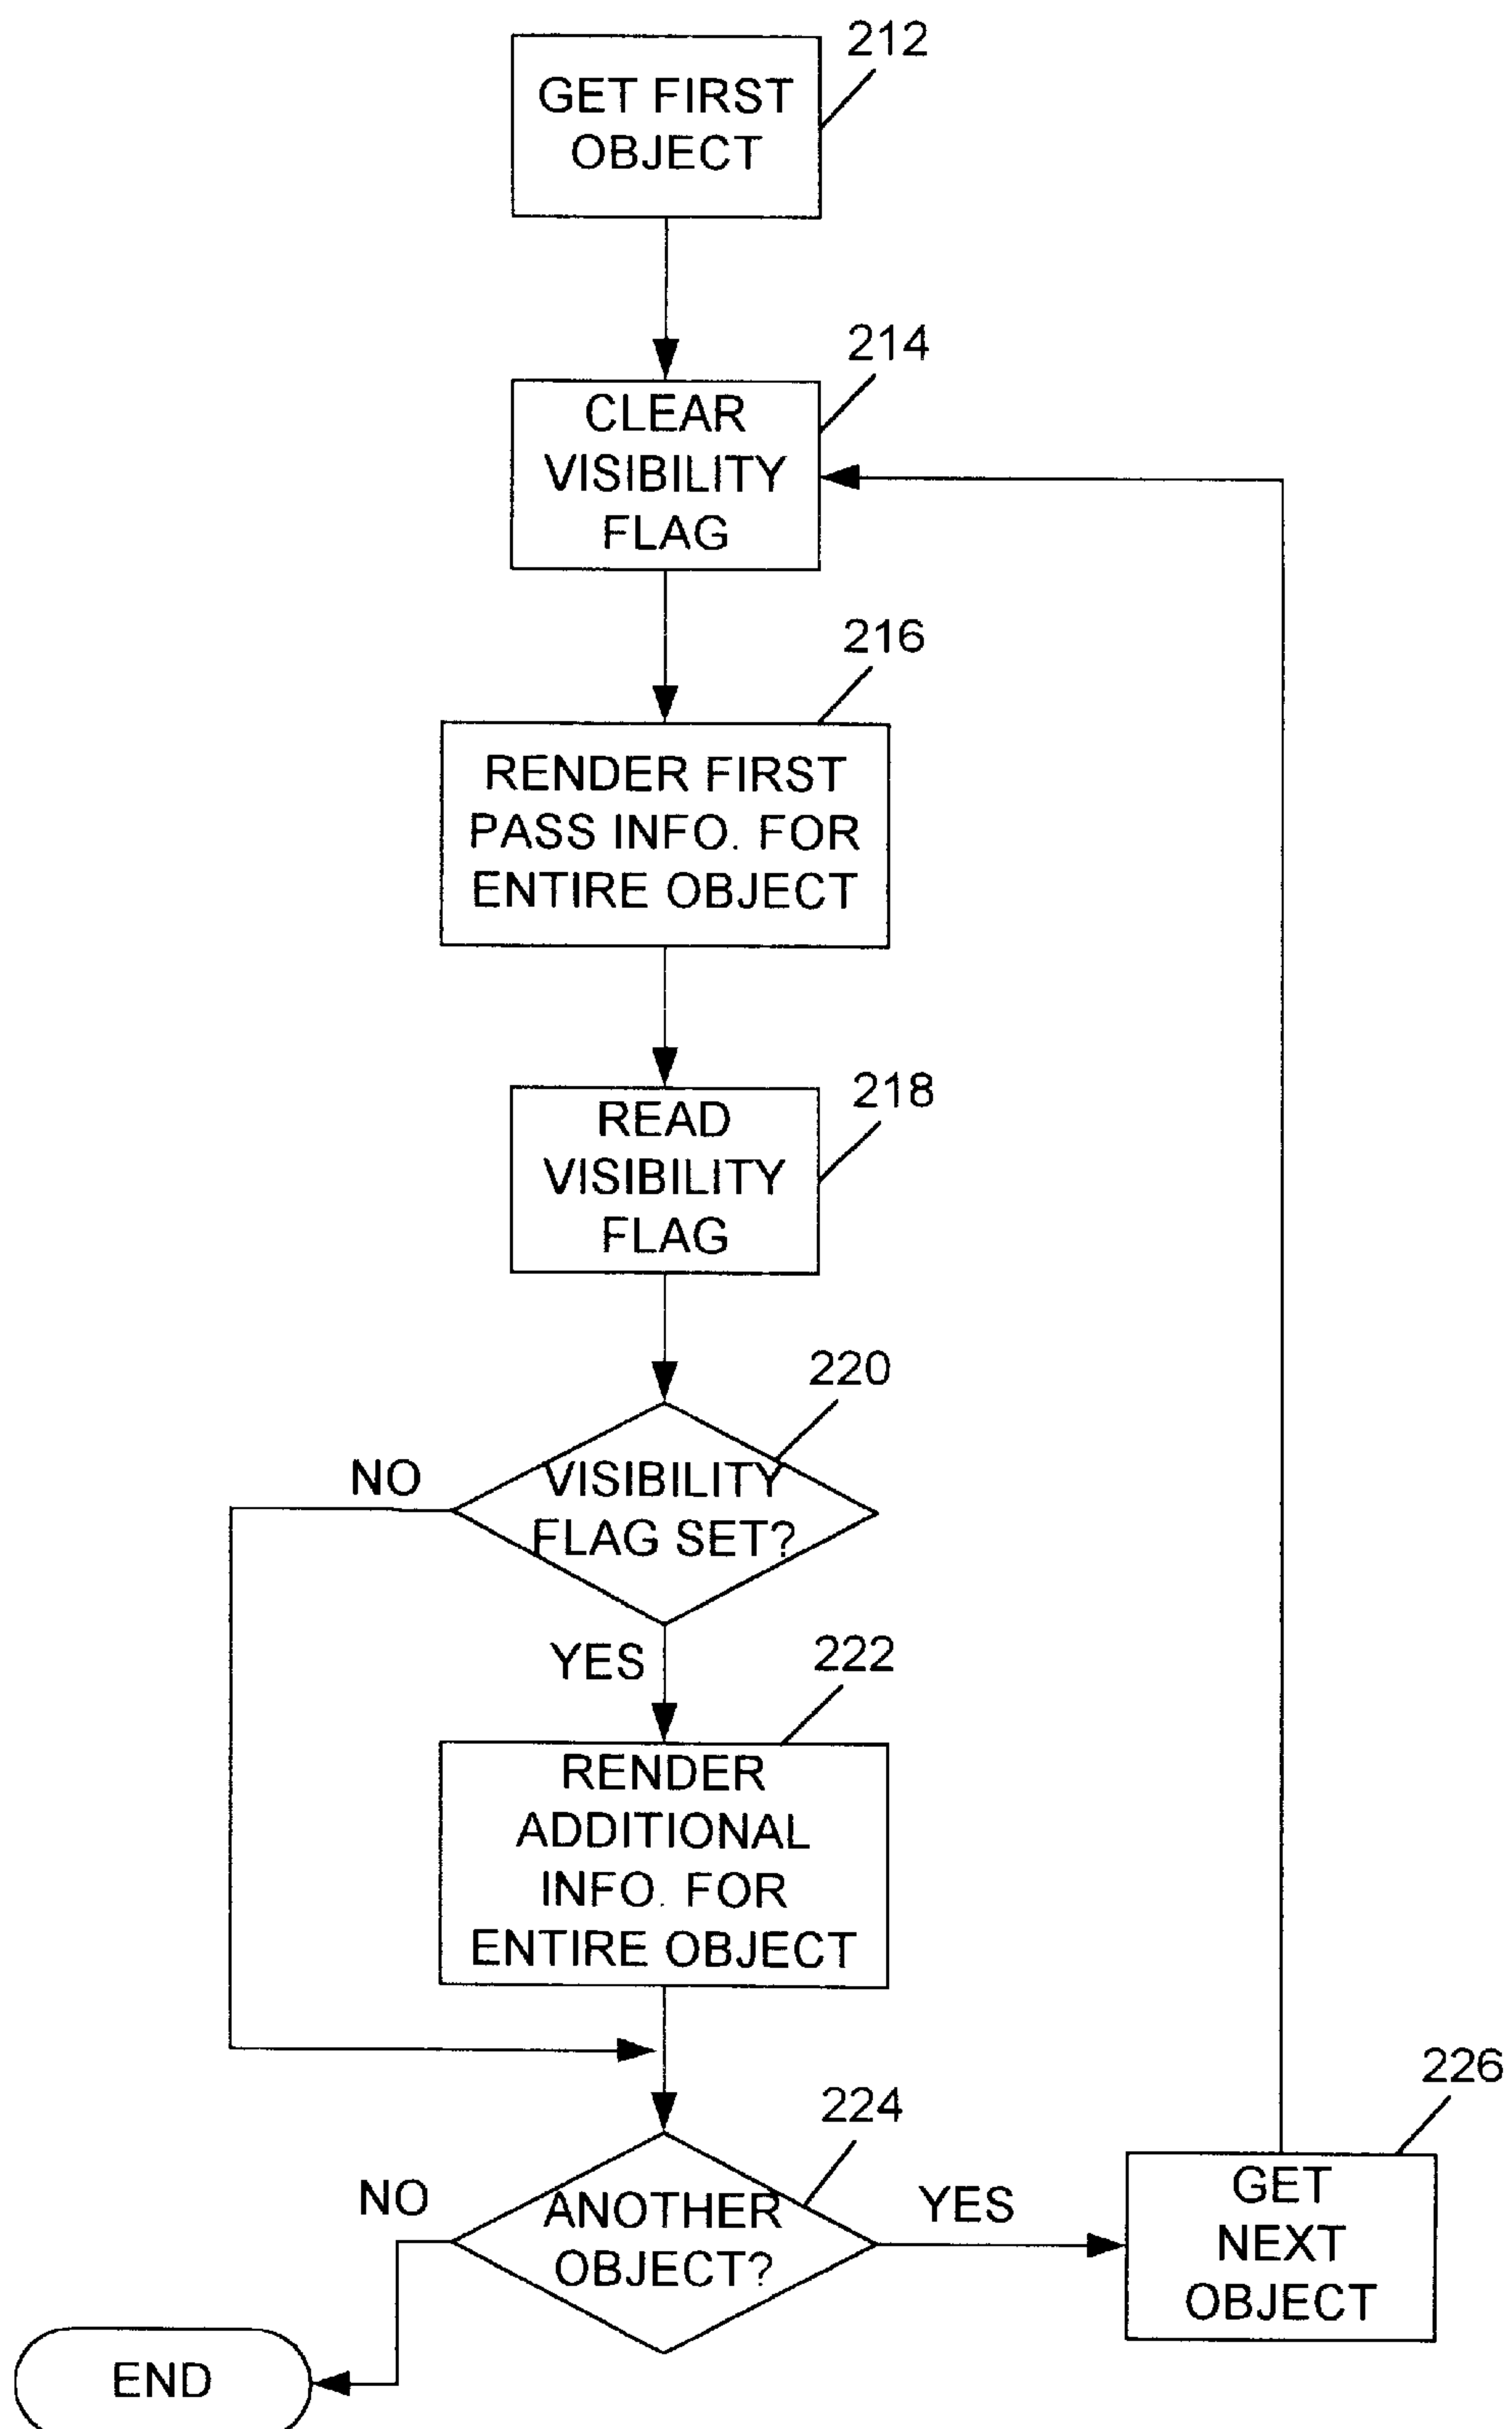 212
GET FIRST
OBJECT
214
CLEAR
VISIBILITY
FLAG
216
RENDER FIRST
PASS INFO. FOR
ENTIRE OBJECT
218
READ
VISIBILITY
FLAG
220
NO
VISIBILITY
FLAG SET?
YES
222
RENDER
ADDITIONAL
INFO. FOR
ENTIRE OBJECT
224
226
NO
ANOTHER
OBJECT?
YES
GET
NEXT
OBJECT
END